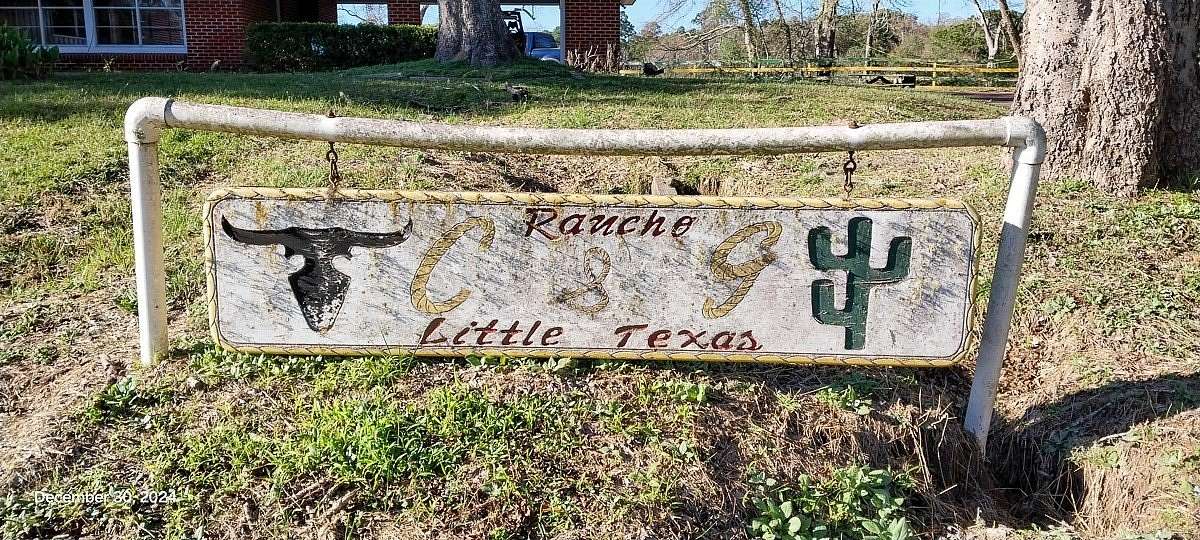 Rancho
C & G
Little Texas
December 30, 2024